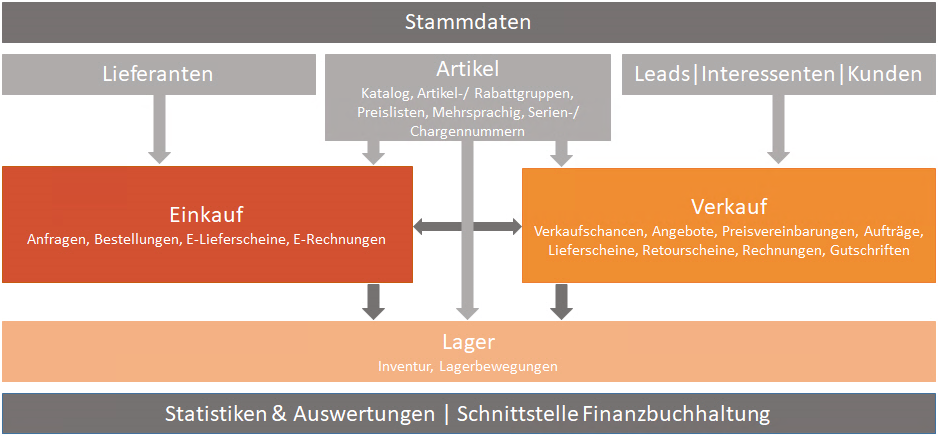 Stammdaten
Lieferanten
Artikel
Katalog, Artikel-/ Rabattgruppen,
Preislisten, Mehrsprachig, Serien-/
Chargennummern
Leads|Interessenten|Kunden
Einkauf
Anfragen, Bestellungen, E-Lieferscheine, E-Rechnungen
Verkauf
Verkaufschancen, Angebote, Preisvereinbarungen, Aufträge,
Lieferscheine, Retourscheine, Rechnungen, Gutschriften
Lager
Inventur, Lagerbewegungen
Statistiken & Auswertungen | Schnittstelle Finanzbuchhaltung